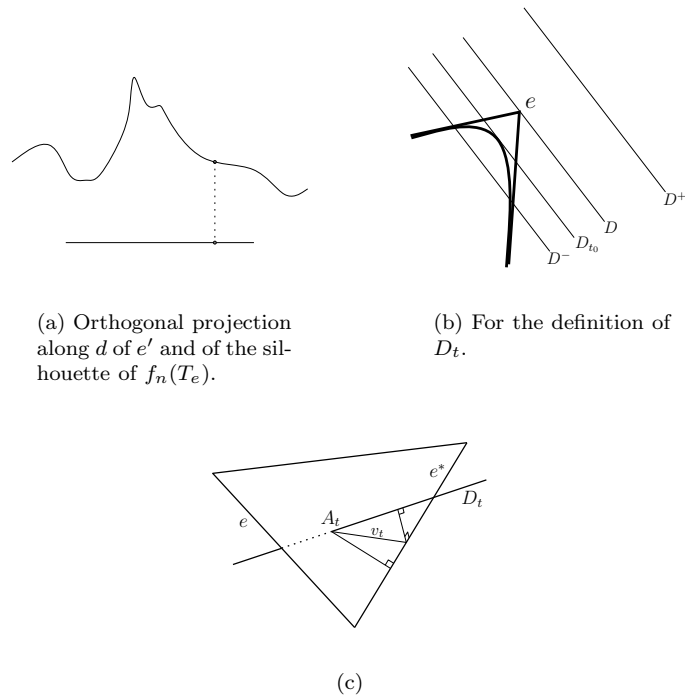 e
D⁺
D
D_{t_0}
D⁻
(a) Orthogonal projection
along d of e′ and of the sil-
houette of f_n(T_e).
(b) For the definition of
D_t.
e*
D_t
e
A_t
v_t
(c)